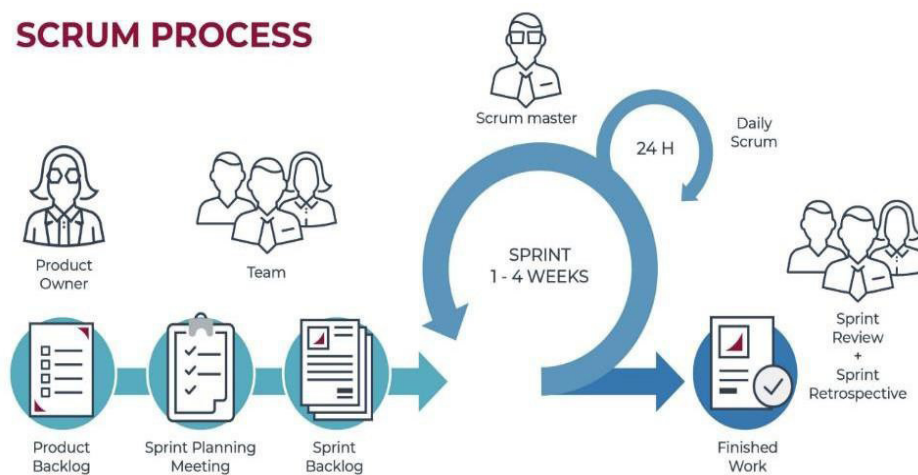 SCRUM PROCESS
Scrum master
24 H
Daily
Scrum
Product
Owner
Team
SPRINT
1 - 4 WEEKS
Sprint
Review
+
Sprint
Retrospective
Product
Backlog
Sprint Planning
Meeting
Sprint
Backlog
Finished
Work